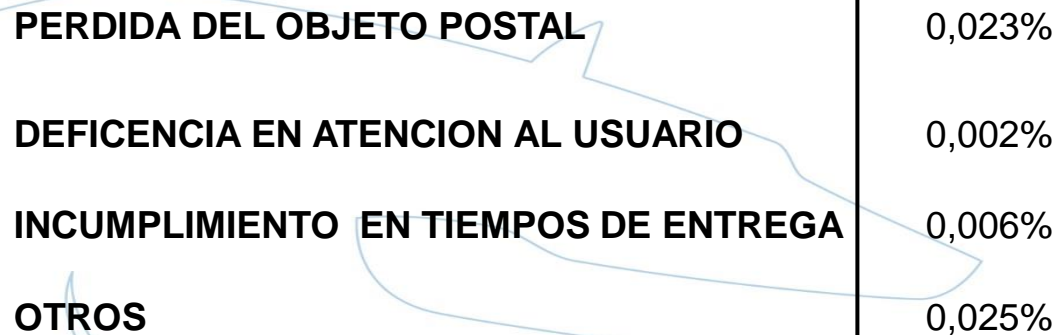 PERDIDA DEL OBJETO POSTAL 0,023%
DEFICENCIA EN ATENCION AL USUARIO 0,002%
INCUMPLIMIENTO EN TIEMPOS DE ENTREGA 0,006%
OTROS 0,025%